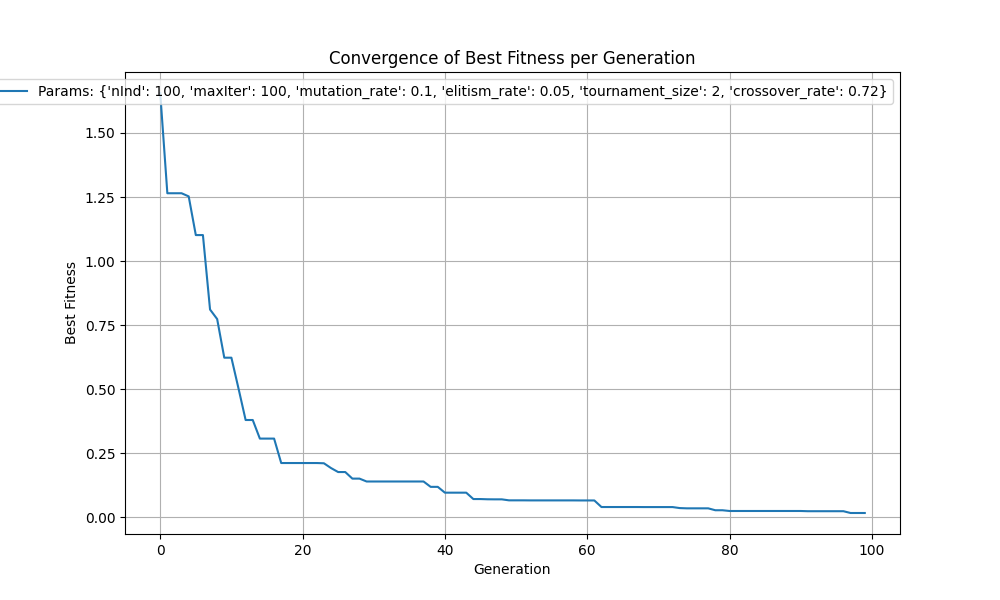 Convergence of Best Fitness per Generation
Params: {'nInd': 100, 'maxIter': 100, 'mutation_rate': 0.1, 'elitism_rate': 0.05, 'tournament_size': 2, 'crossover_rate': 0.72}
1.50
1.25
1.00
0.75
0.50
0.25
0.00
Best Fitness
0 20 40 60 80 100
Generation